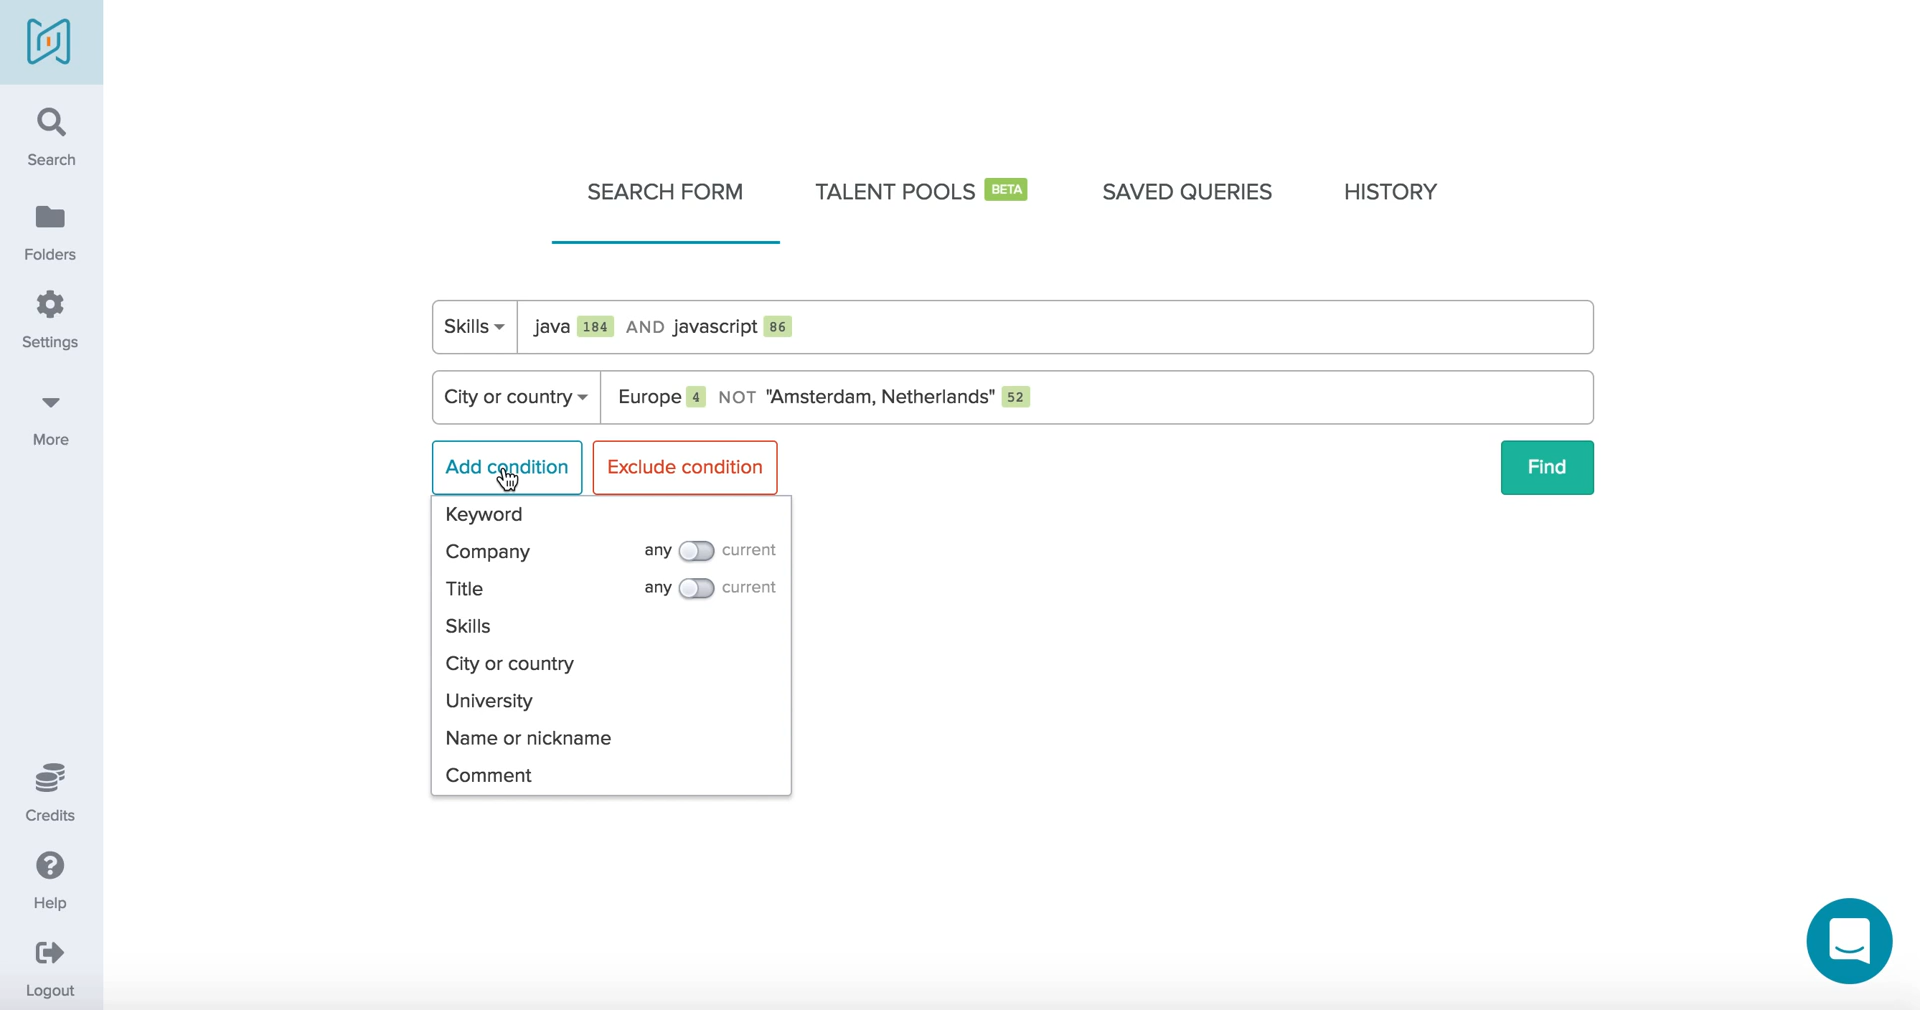 Search
Folders
Settings
More
Credits
Help
Logout
SEARCH FORM
TALENT POOLS BETA
SAVED QUERIES
HISTORY
Skills java 184 AND javascript 86
City or country Europe 4 NOT "Amsterdam, Netherlands" 52
Add condition Exclude condition Find
Keyword
Company any current
Title any current
Skills
City or country
University
Name or nickname
Comment